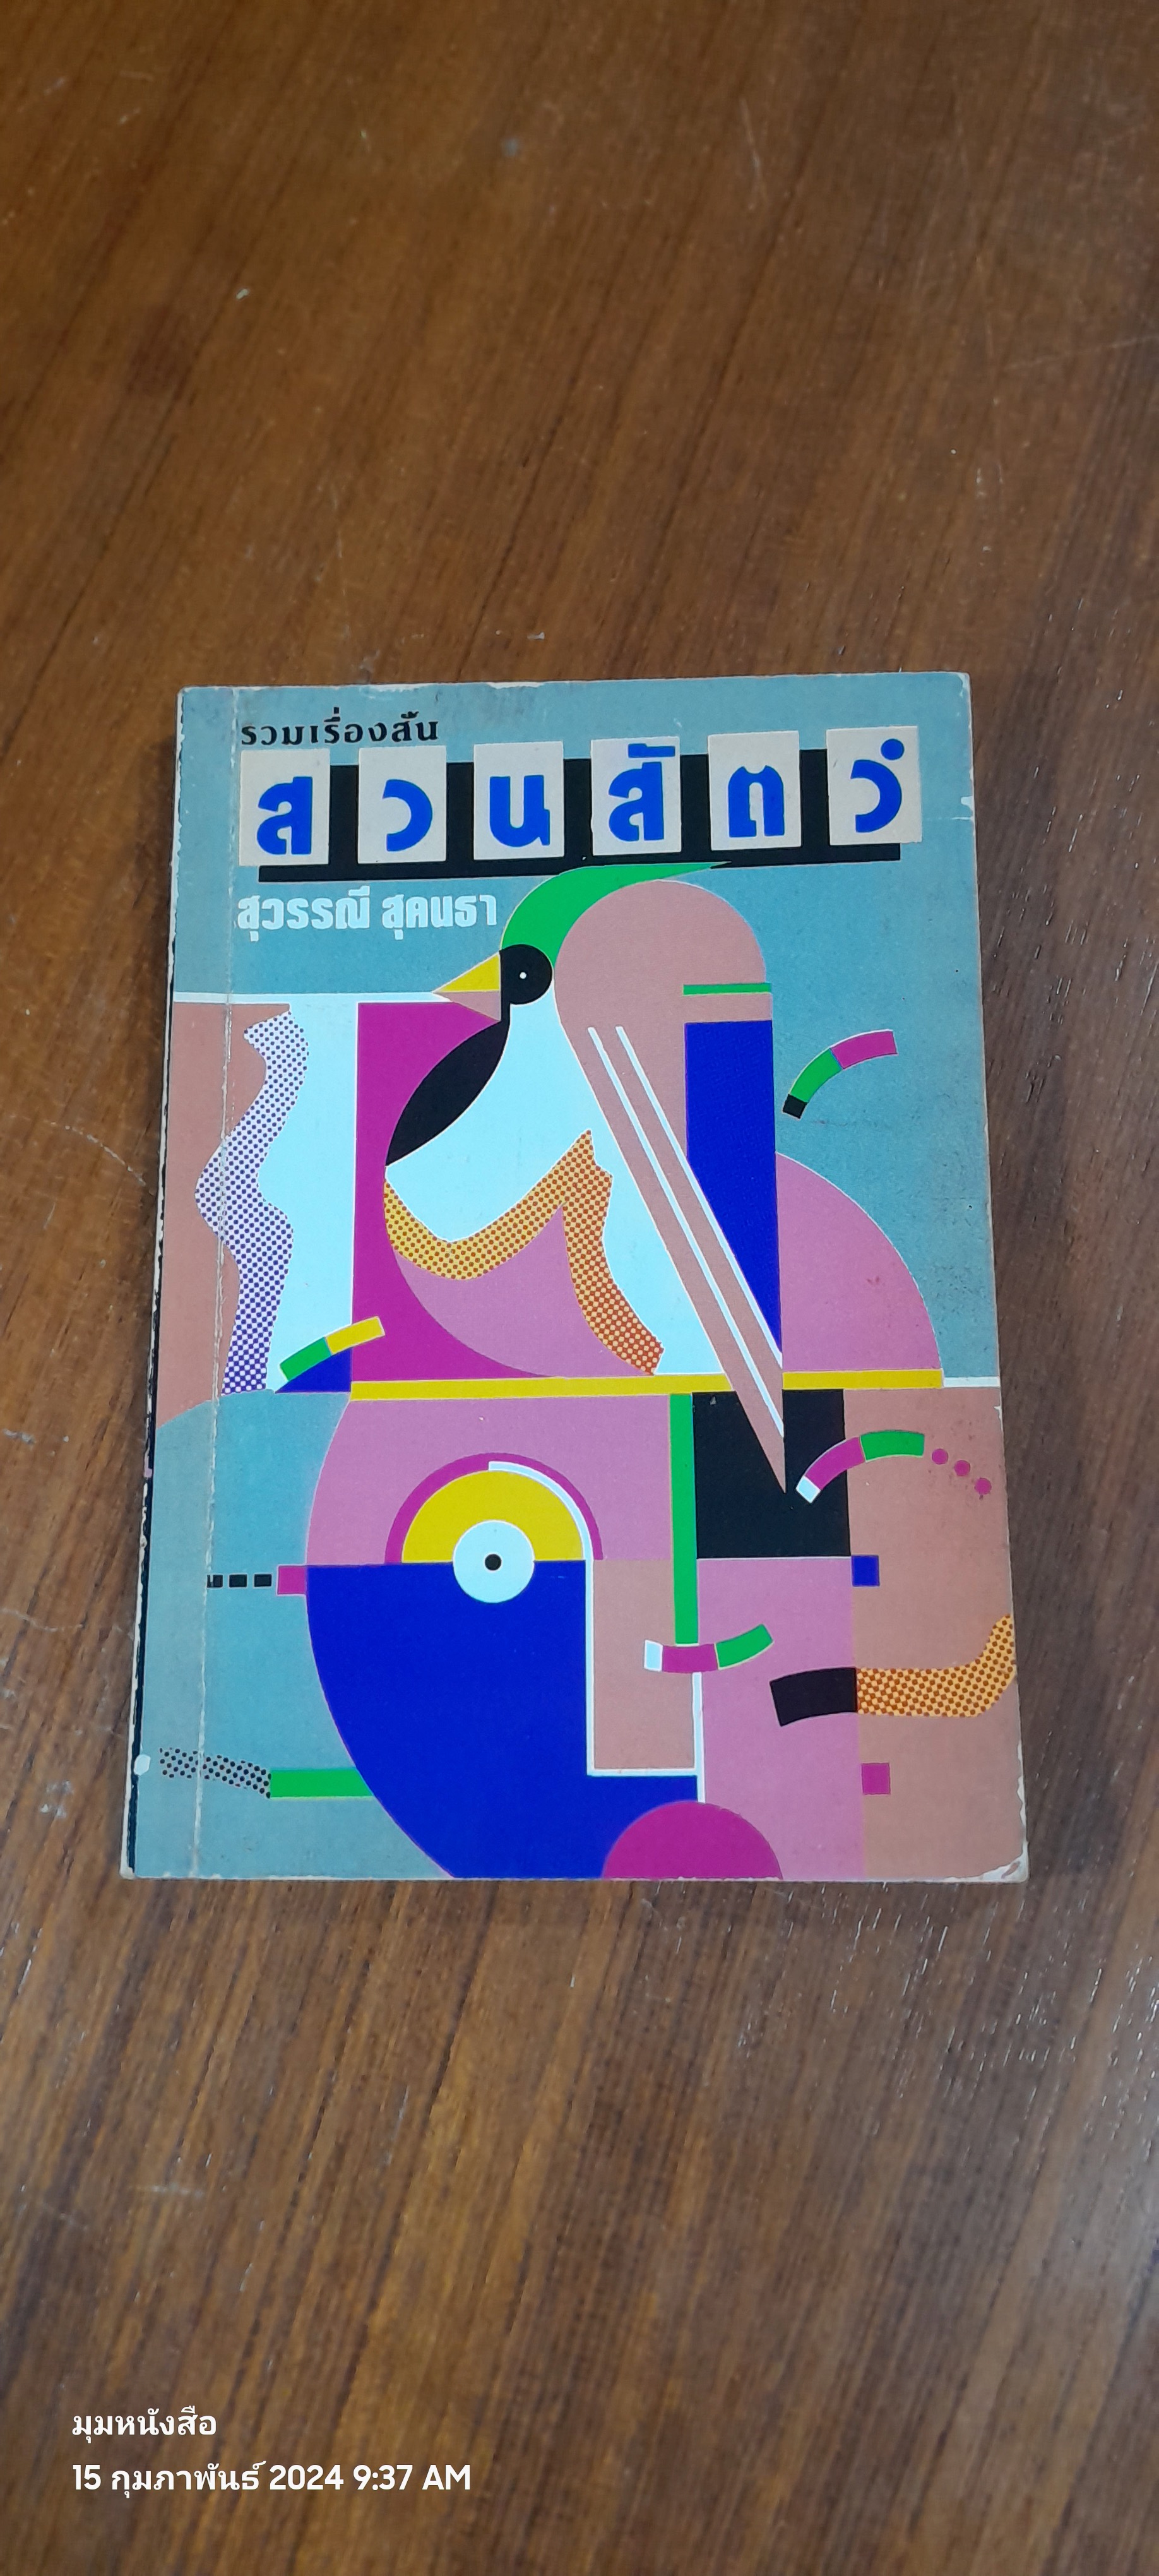 รวมเรื่องสั้น
สวนสัตว์
สุวรรณี สุคนธา
มุมหนังสือ
15 กุมภาพันธ์ 2024 9:37 AM